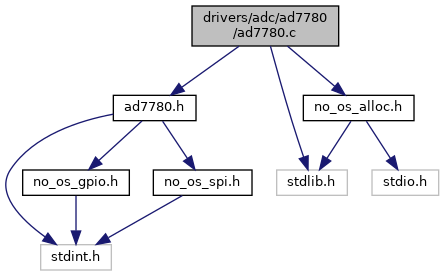 drivers/adc/ad7780
/ad7780.c
ad7780.h
no_os_alloc.h
no_os_gpio.h
no_os_spi.h
stdlib.h
stdio.h
stdint.h